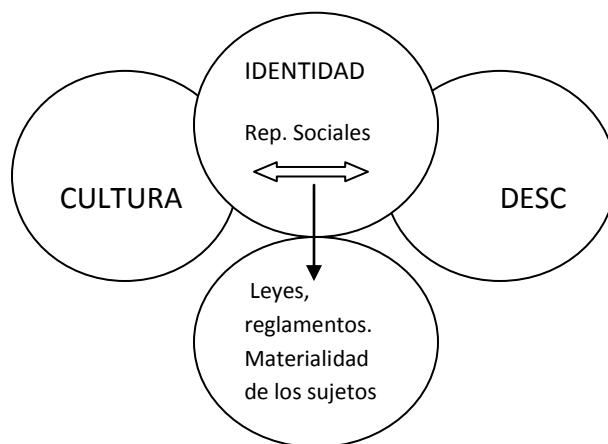 IDENTIDAD
Rep. Sociales
CULTURA
DESC
Leyes,
reglamentos.
Materialidad
de los sujetos